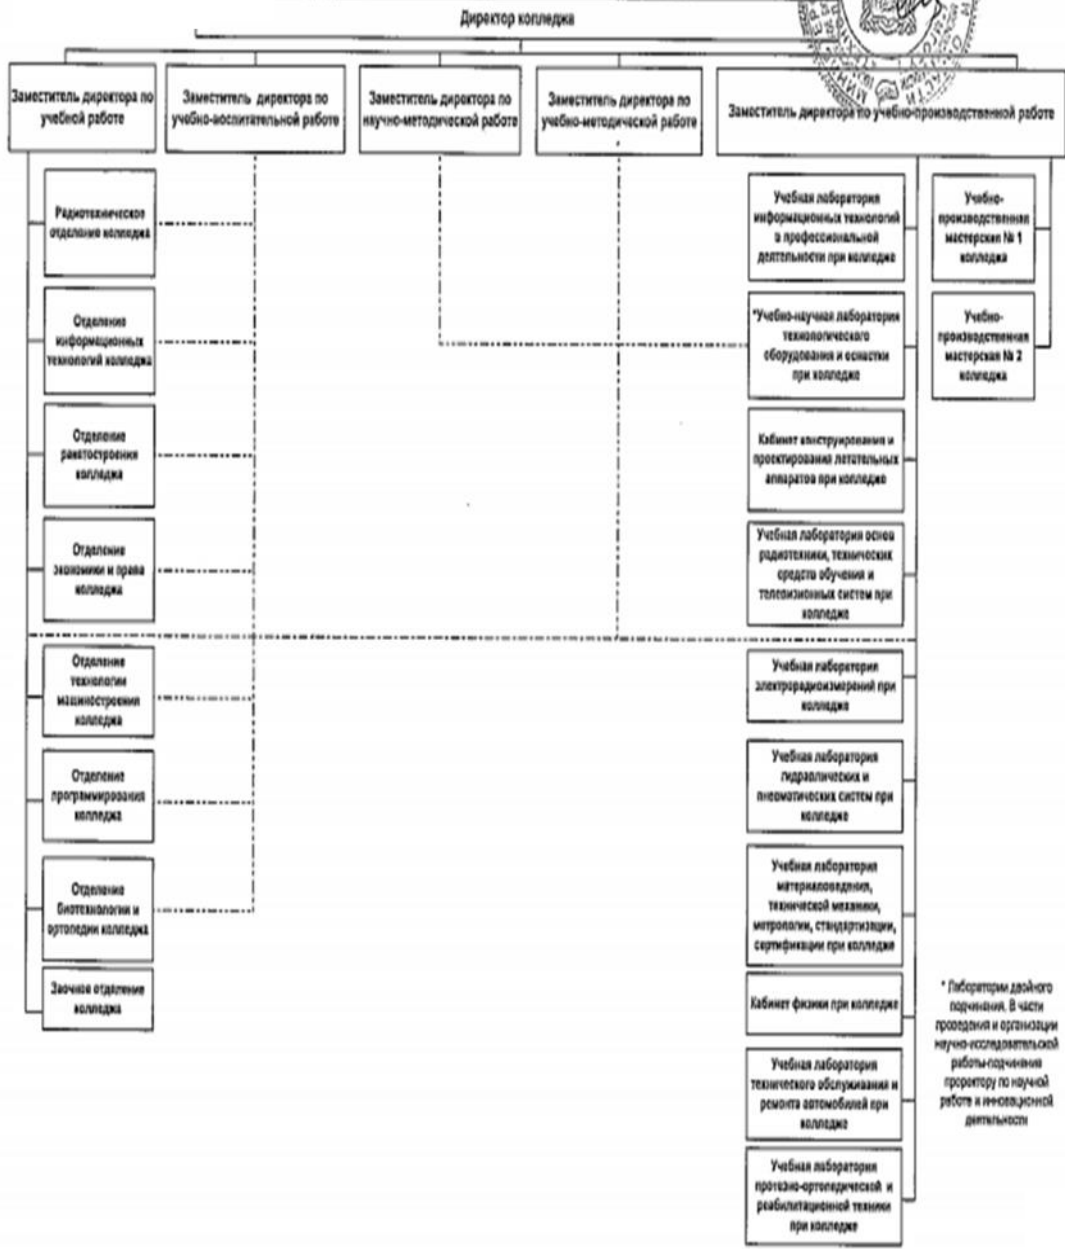 Директор колледжа
Заместитель директора по
учебной работе
Заместитель директора по
учебно-воспитательной работе
Заместитель директора по
научно-методической работе
Заместитель директора по
учебно-методической работе
Заместитель директора по учебно-производственной работе
Радиотехническое
отделение колледжа
Отделение
информационных
технологий колледжа
Отделение
ракетостроения
колледжа
Отделение
экономики и права
колледжа
Отделение
технологии
машиностроения
колледжа
Отделение
программирования
колледжа
Отделение
биотехнологии и
ортопедии колледжа
Заочное отделение
колледжа
Учебная лаборатория
информационных технологий
в профессиональной
деятельности при колледже
*Учебно-научная лаборатория
технологического
оборудования и оснастки
при колледже
Кабинет конструирования и
проектирования летательных
аппаратов при колледже
Учебная лаборатория основ
радиотехники, технических
средств обучения и
телевизионных систем при
колледже
Учебная лаборатория
электрорадиоизмерений при
колледже
Учебная лаборатория
гидравлических и
пневматических систем при
колледже
Учебная лаборатория
материаловедения,
технической механики,
метрологии, стандартизации,
сертификации при колледже
Кабинет физики при колледже
Учебная лаборатория
технического обслуживания и
ремонта автомобилей при
колледже
Учебная лаборатория
протезно-ортопедической и
реабилитационной техники
при колледже
Учебно-
производственная
мастерская № 1
колледжа
Учебно-
производственная
мастерская № 2
колледжа
* Лаборатории двойного
подчинания. В части
проведения и организации
научно-исследовательской
работы-подчинение
проректору по научной
работе и инновационной
деятельности